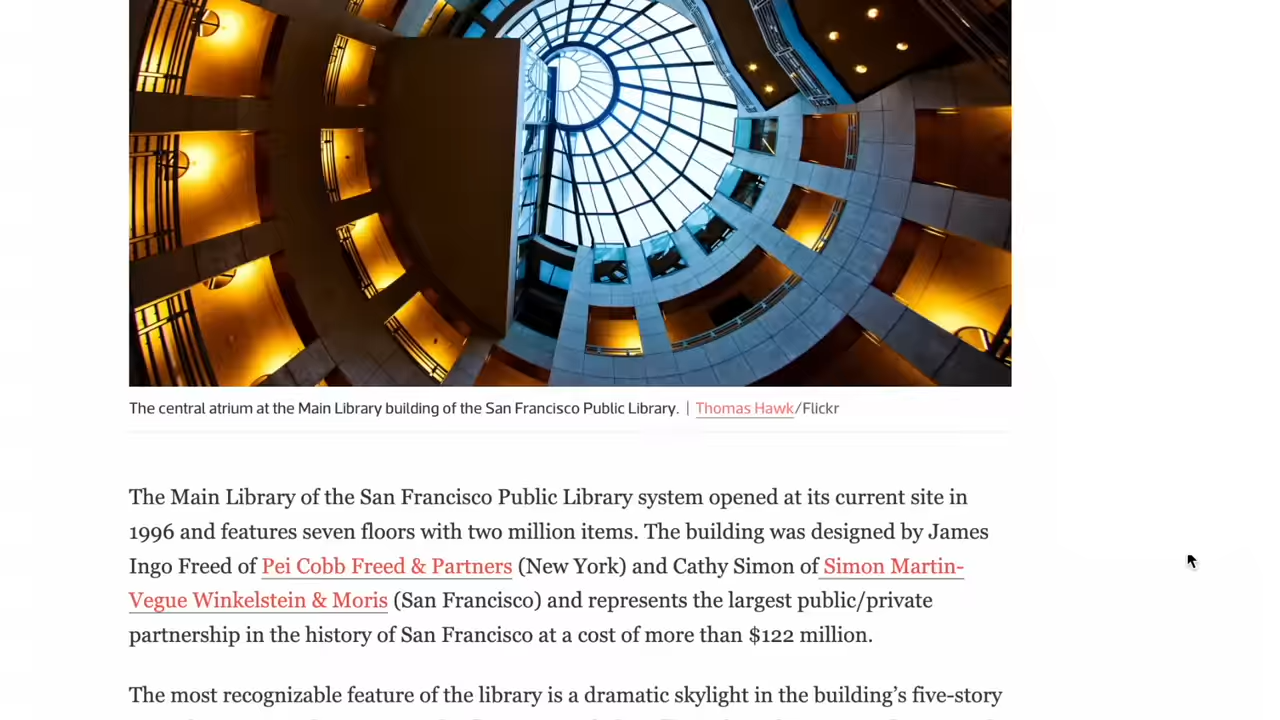 The central atrium at the Main Library building of the San Francisco Public Library. | Thomas Hawk/Flickr
The Main Library of the San Francisco Public Library system opened at its current site in
1996 and features seven floors with two million items. The building was designed by James
Ingo Freed of Pei Cobb Freed & Partners (New York) and Cathy Simon of Simon Martin-
Vegue Winkelstein & Moris (San Francisco) and represents the largest public/private
partnership in the history of San Francisco at a cost of more than $122 million.
The most recognizable feature of the library is a dramatic skylight in the building’s five-story